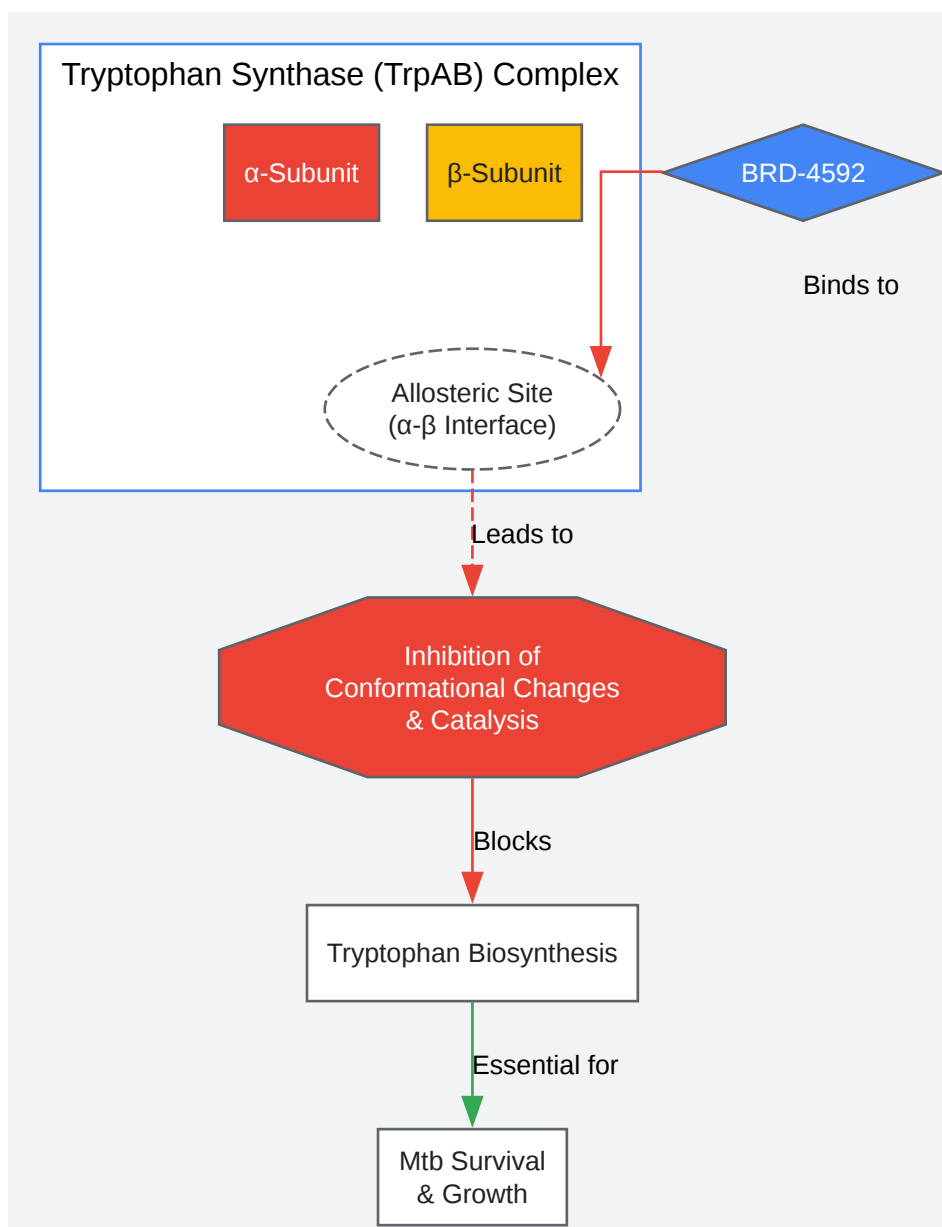 Tryptophan Synthase (TrpAB) Complex
α-Subunit
β-Subunit
BRD-4592
Binds to
Allosteric Site
(α-β Interface)
Leads to
Inhibition of
Conformational Changes
& Catalysis
Blocks
Tryptophan Biosynthesis
Essential for
Mtb Survival
& Growth